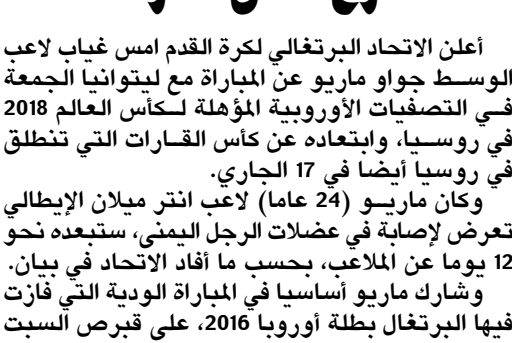 أعلن الاتحاد البرتغالي لكرة القدم امس غياب لاعب
الوسط جواو ماريو عن المباراة مع ليتوانيا الجمعة
في التصفيات الأوروبية المؤهلة لكأس العالم 2018
في روسيا، وابتعاده عن كأس القارات التي تنطلق
في روسيا أيضا في 17 الجاري.
وكان ماريو (24 عاما) لاعب انتر ميلان الإيطالي
تعرض لإصابة في عضلات الرجل اليمنى، ستبعده نحو
12 يوما عن الملاعب، بحسب ما أفاد الاتحاد في بيان.
وشارك ماريو أساسيا في المباراة الودية التي فازت
فيها البرتغال بطلة أوروبا 2016، على قبرص السبت